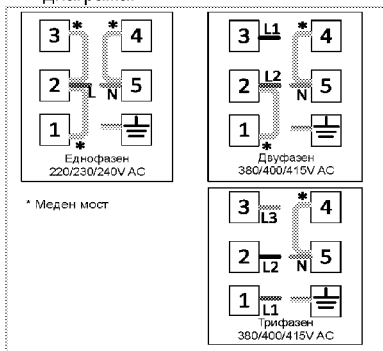 3 * * 4
2 L N 5
1 *
Еднофазен
220/230/240V AC
3 L1 * 4
2 L2 N 5
1 *
Двуфазен
380/400/415V AC
* Меден мост
3 L3 * 4
2 L2 N 5
1 L1
Трифазен
380/400/415V AC